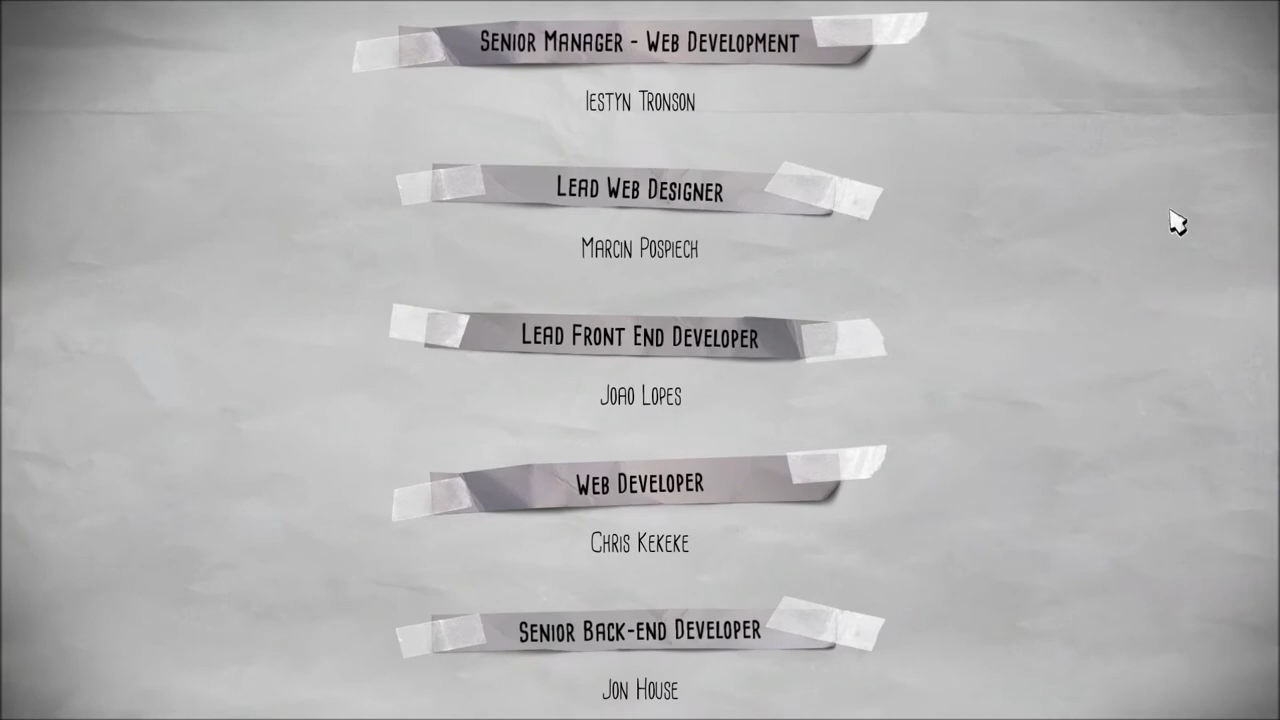 Senior Manager - Web Development
Iestyn Tronson
Lead Web Designer
Marcin Pospiech
Lead Front End Developer
Joao Lopes
Web Developer
Chris Kekeke
Senior Back-end Developer
Jon House